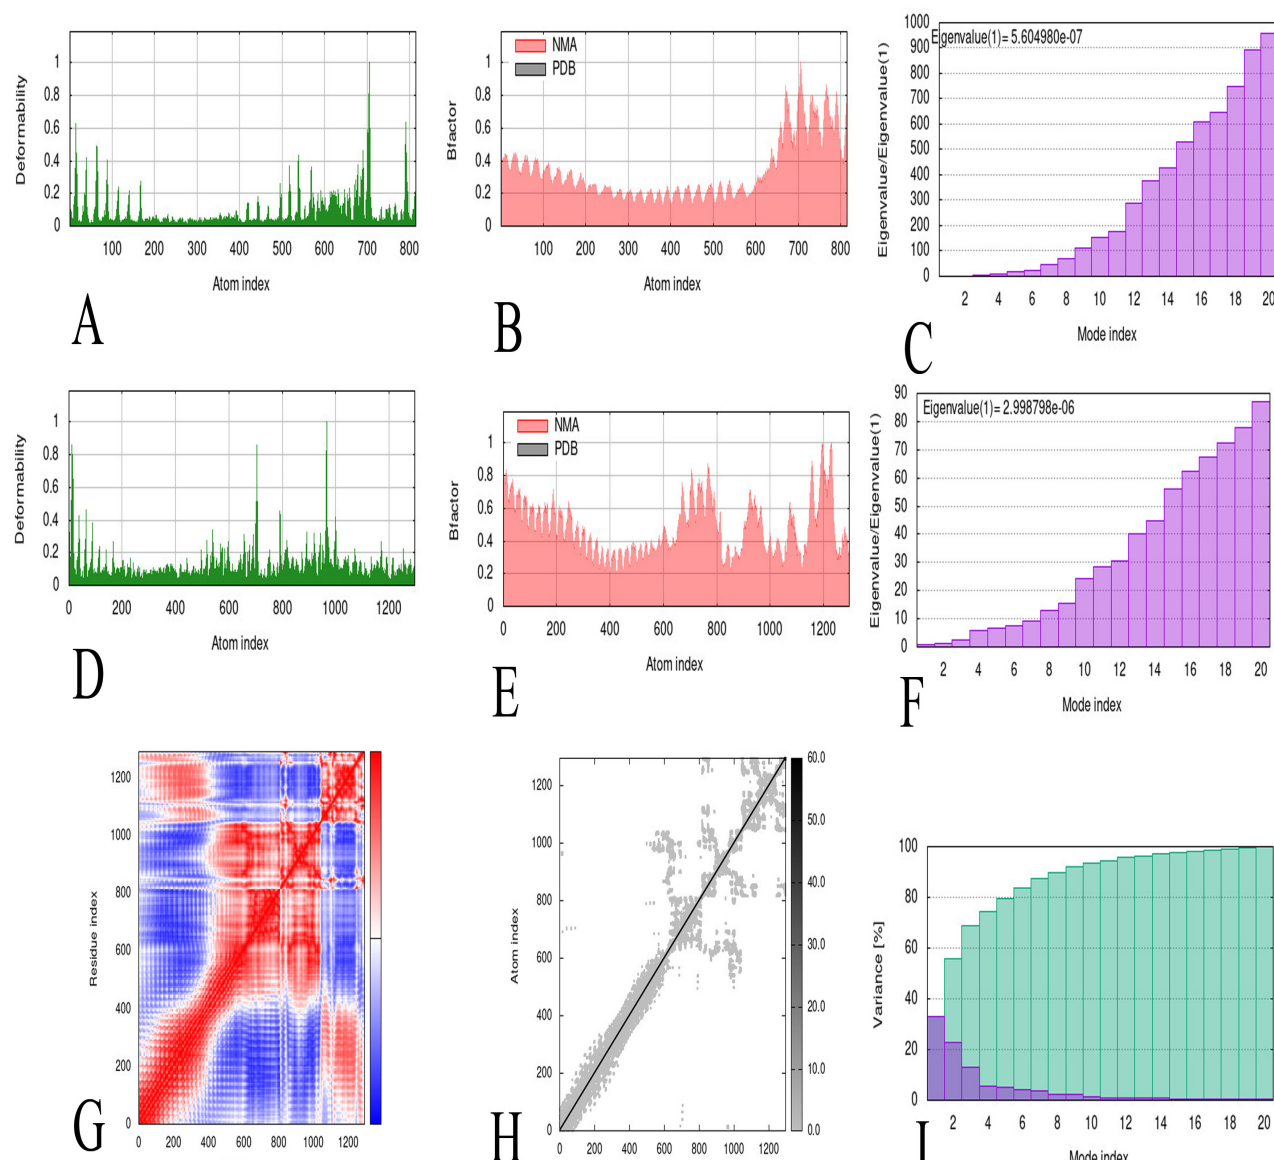 Deformability
1
0.8
0.6
0.4
0.2
0
100 200 300 400 500 600 700 800
Atom index
A
Bfactor
NMA
PDB
1
0.8
0.6
0.4
0.2
0
100 200 300 400 500 600 700 800
Atom index
B
Eigenvalue/Eigenvalue(1)
Eigenvalue(1)= 5.604980e-07
1000
900
800
700
600
500
400
300
200
100
0
2 4 6 8 10 12 14 16 18 20
Mode index
C
Deformability
1
0.8
0.6
0.4
0.2
0
0 200 400 600 800 1000 1200
Atom index
D
Bfactor
NMA
PDB
1
0.8
0.6
0.4
0.2
0
0 200 400 600 800 1000 1200
Atom index
E
Eigenvalue/Eigenvalue(1)
Eigenvalue(1)= 2.998798e-06
90
80
70
60
50
40
30
20
10
0
2 4 6 8 10 12 14 16 18 20
Mode index
F
Residue index
1200
1000
800
600
400
200
0
0 200 400 600 800 1000 1200
G
Atom index
1200
1000
800
600
400
200
0
0 200 400 600 800 1000 1200
60.0
50.0
40.0
30.0
20.0
10.0
0.0
H
Variance [%]
100
80
60
40
20
0
2 4 6 8 10 12 14 16 18 20
Mode index
I